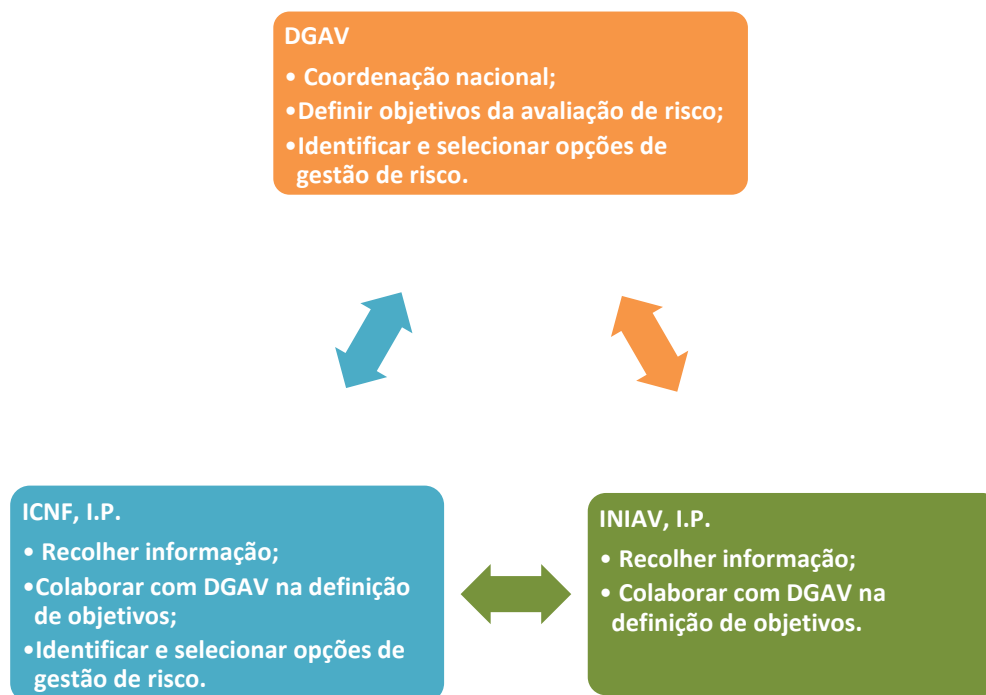 DGAV
• Coordenação nacional;
•Definir objetivos da avaliação de risco;
•Identificar e selecionar opções de
gestão de risco.
ICNF, I.P.
• Recolher informação;
•Colaborar com DGAV na definição
de objetivos;
•Identificar e selecionar opções de
gestão de risco.
INIAV, I.P.
• Recolher informação;
• Colaborar com DGAV na
definição de objetivos.